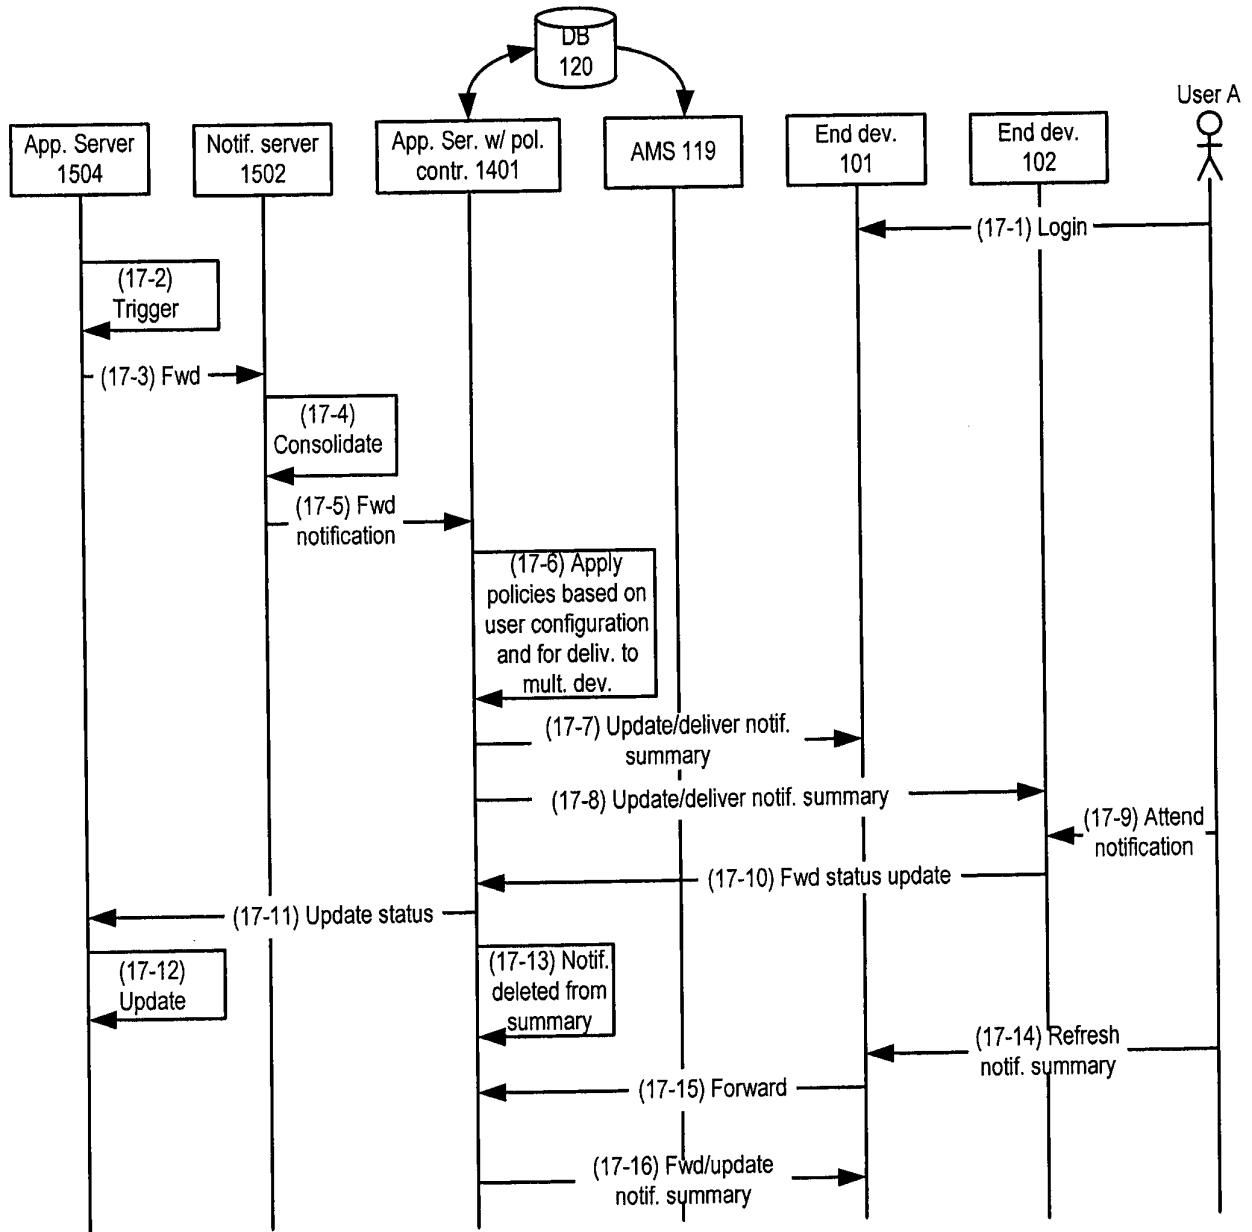 DB
120
User A
App. Server
1504
Notif. server
1502
App. Ser. w/ pol.
contr. 1401
AMS 119
End dev.
101
End dev.
102
(17-1) Login
(17-2)
Trigger
(17-3) Fwd
(17-4)
Consolidate
(17-5) Fwd
notification
(17-6) Apply
policies based on
user configuration
and for deliv. to
mult. dev.
(17-7) Update/deliver notif.
summary
(17-8) Update/deliver notif. summary
(17-9) Attend
notification
(17-10) Fwd status update
(17-11) Update status
(17-12)
Update
(17-13) Notif.
deleted from
summary
(17-14) Refresh
notif. summary
(17-15) Forward
(17-16) Fwd/update
notif. summary